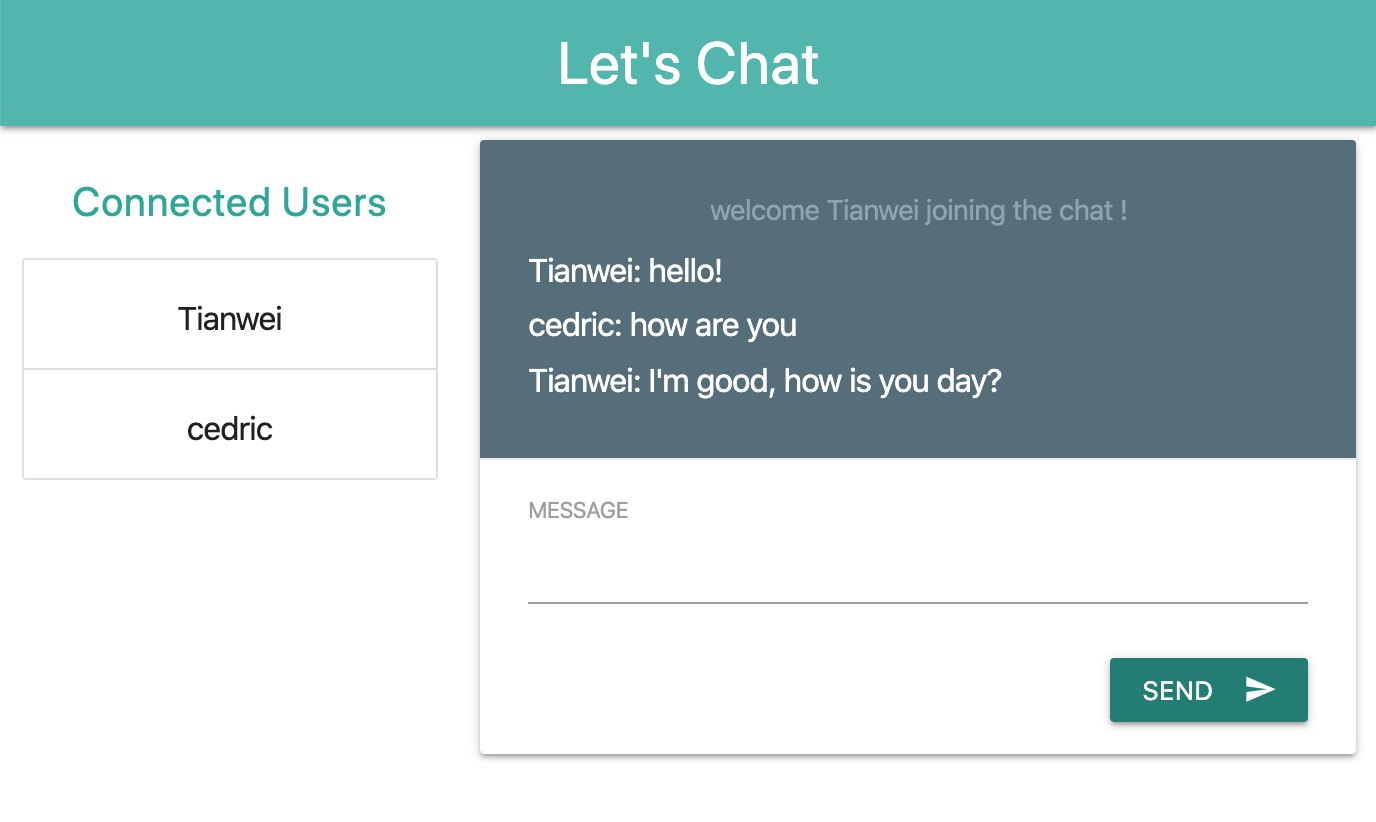 Let's Chat
Connected Users
Tianwei
cedric
welcome Tianwei joining the chat !
Tianwei: hello!
cedric: how are you
Tianwei: I'm good, how is you day?
MESSAGE
SEND